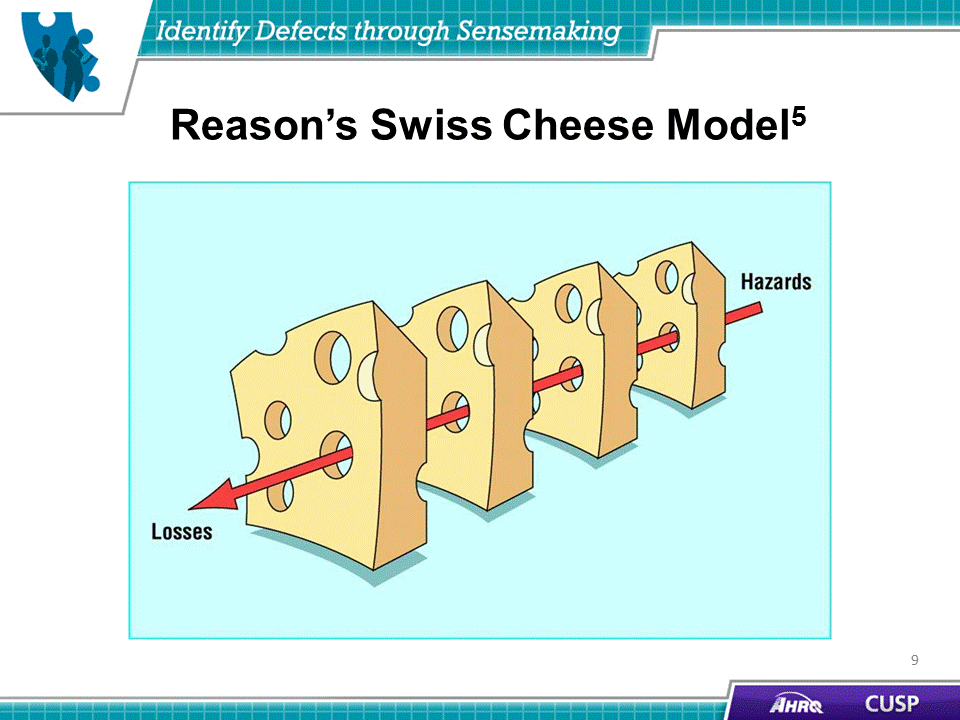 Identify Defects through Sensemaking
Reason’s Swiss Cheese Model⁵
Hazards
Losses
9
AHRQ
CUSP